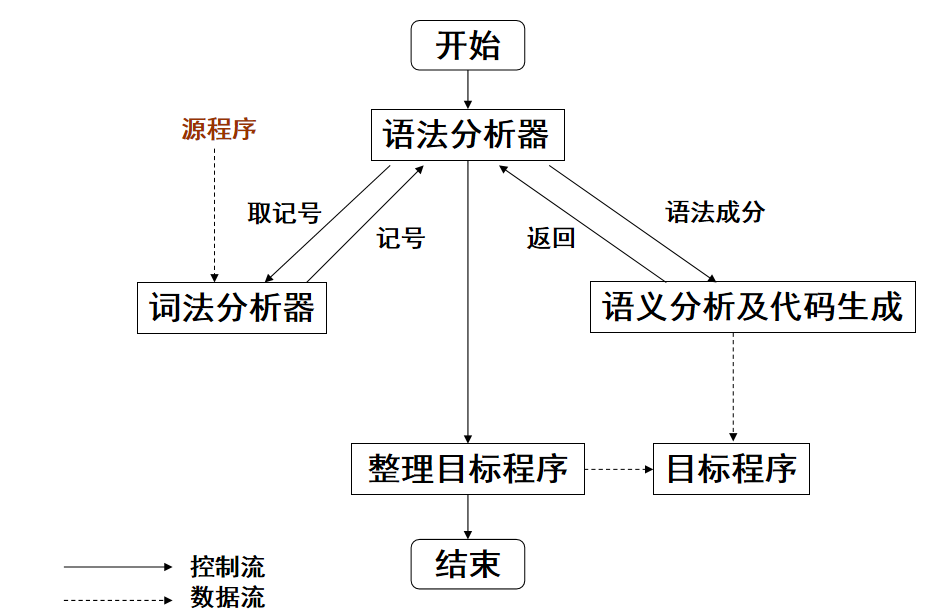 开始
语法分析器
源程序
取记号
记号
返回
语法成分
词法分析器
语义分析及代码生成
整理目标程序
目标程序
结束
控制流
数据流